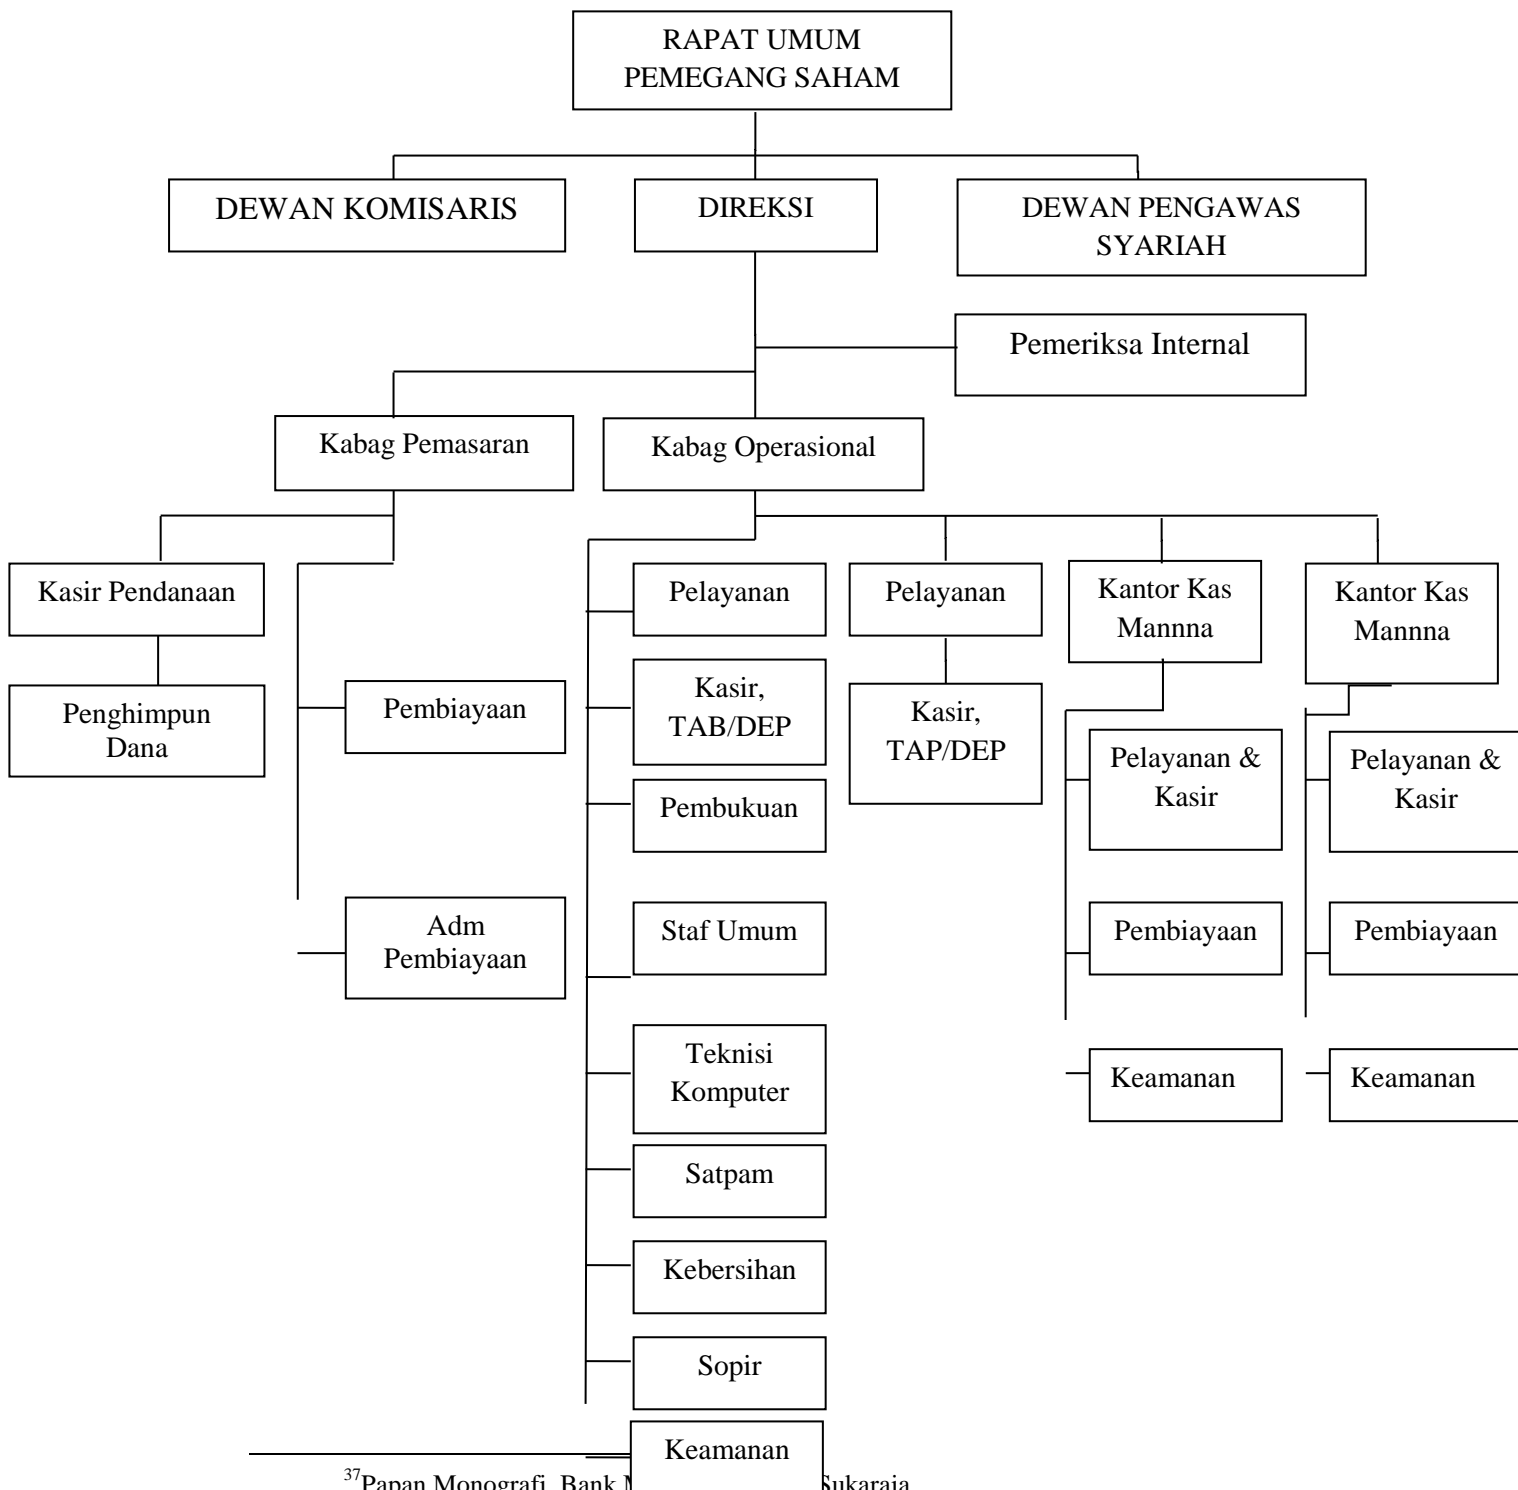 RAPAT UMUM
PEMEGANG SAHAM
DEWAN KOMISARIS
DIREKSI
DEWAN PENGAWAS
SYARIAH
Pemeriksa Internal
Kabag Pemasaran
Kabag Operasional
Kasir Pendanaan
Penghimpun
Dana
Pembiayaan
Adm
Pembiayaan
Pelayanan
Kasir,
TAB/DEP
Pembukuan
Staf Umum
Teknisi
Komputer
Satpam
Kebersihan
Sopir
Keamanan
Pelayanan
Kasir,
TAP/DEP
Kantor Kas
Mannna
Pelayanan &
Kasir
Pembiayaan
Keamanan
Kantor Kas
Mannna
Pelayanan &
Kasir
Pembiayaan
Keamanan
37Papan Monografi, Bank Sukaraja